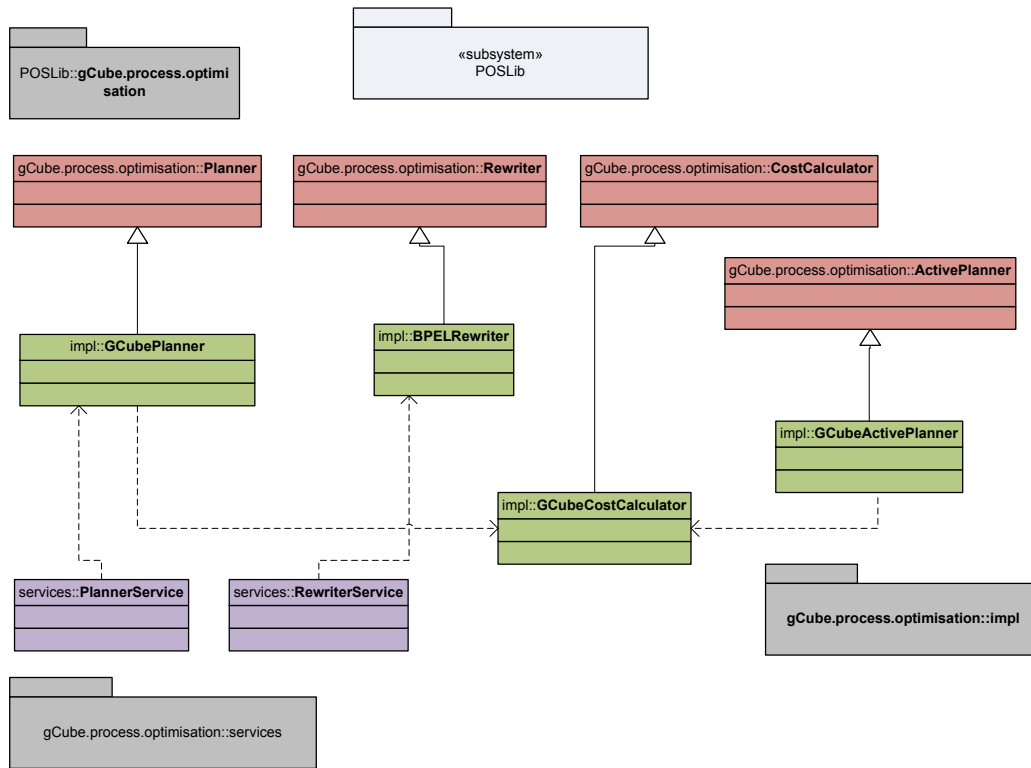 POSLib::gCube.process.optimi
sation
«subsystem»
POSLib
gCube.process.optimisation::Planner
gCube.process.optimisation::Rewriter
gCube.process.optimisation::CostCalculator
gCube.process.optimisation::ActivePlanner
impl::GCubePlanner
impl::BPELRewriter
impl::GCubeActivePlanner
impl::GCubeCostCalculator
services::PlannerService
services::RewriterService
gCube.process.optimisation::impl
gCube.process.optimisation::services